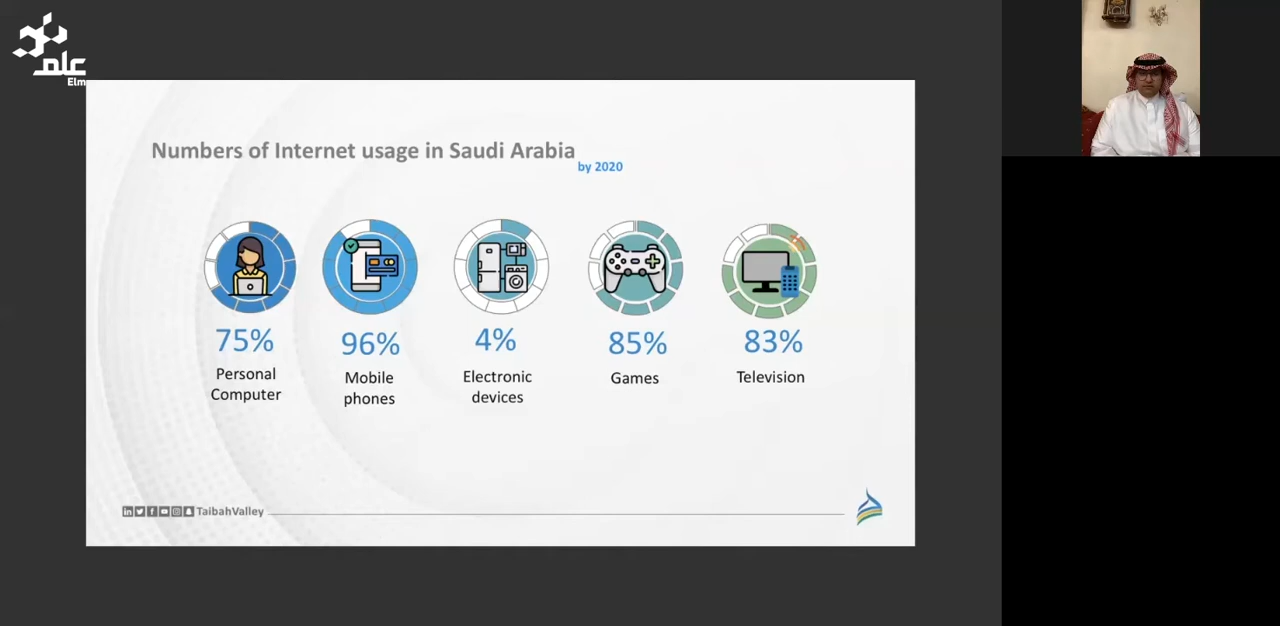 علم
Elm
Numbers of Internet usage in Saudi Arabia
by 2020
75%
Personal
Computer
96%
Mobile
phones
4%
Electronic
devices
85%
Games
83%
Television
TaibahValley